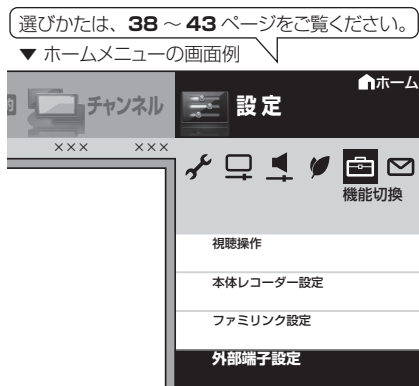 選びかたは、38 ～ 43 ページをご覧ください。
▼ ホームメニューの画面例
ホーム
チャンネル
設定
××× ×××
機能切換
視聴操作
本体レコーダー設定
ファミリンク設定
外部端子設定